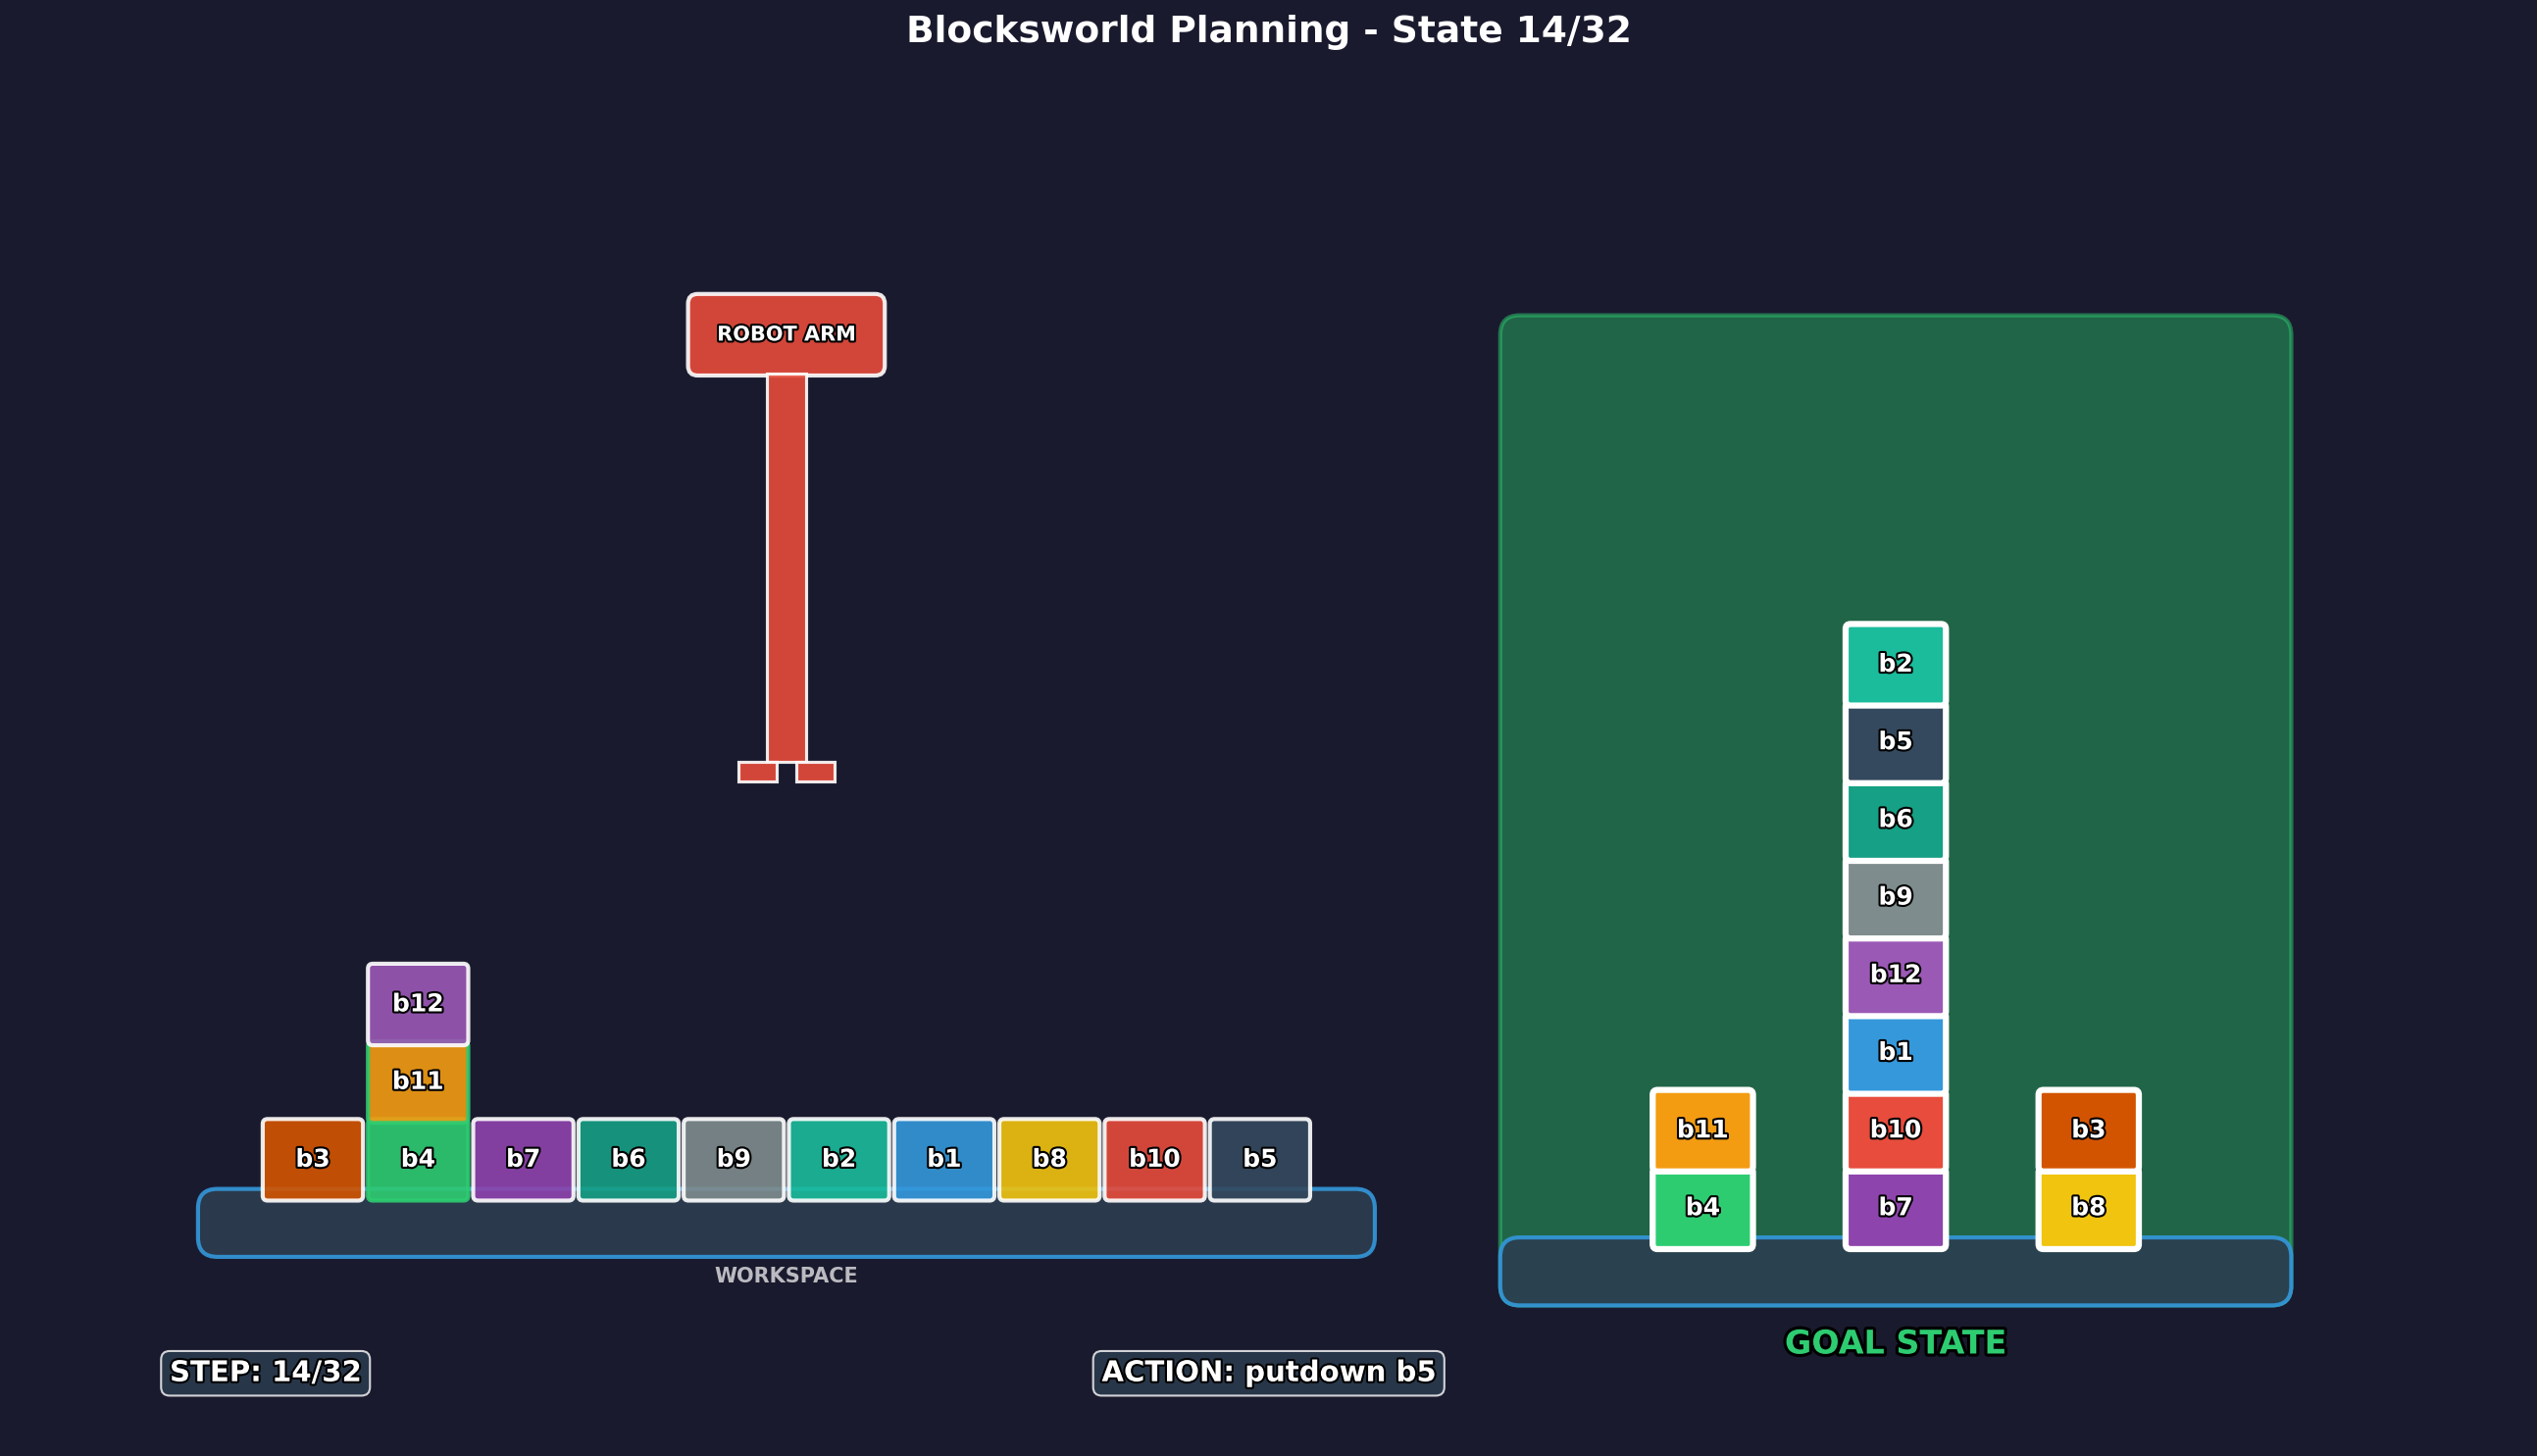 Blocksworld Planning - State 14/32
ROBOT ARM
b12
b11
b3 b4 b7 b6 b9 b2 b1 b8 b10 b5
WORKSPACE
b2
b5
b6
b9
b12
b1
b11 b10 b3
b4 b7 b8
GOAL STATE
STEP: 14/32
ACTION: putdown b5